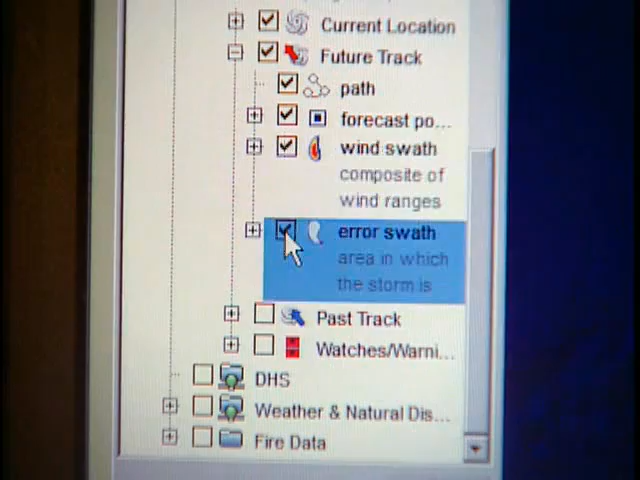 Current Location
Future Track
path
forecast po...
wind swath
composite of
wind ranges
error swath
area in which
the storm is
Past Track
Watches/Warni...
DHS
Weather & Natural Dis...
Fire Data